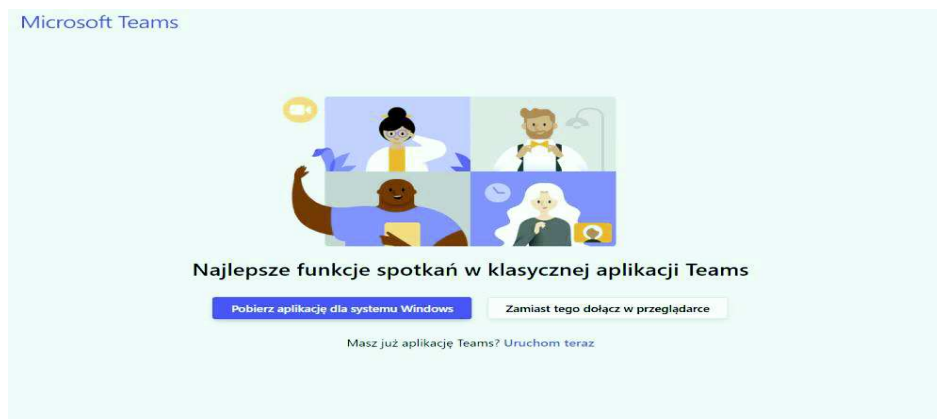 Microsoft Teams
Najlepsze funkcje spotkań w klasycznej aplikacji Teams
Pobierz aplikację dla systemu Windows
Zamiast tego dołącz w przeglądarce
Masz już aplikację Teams? Uruchom teraz